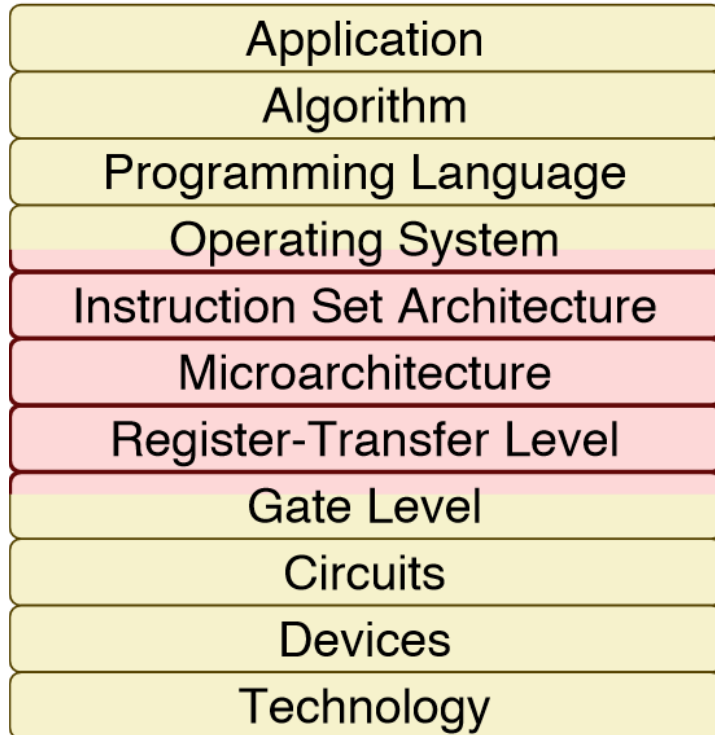 Application
Algorithm
Programming Language
Operating System
Instruction Set Architecture
Microarchitecture
Register-Transfer Level
Gate Level
Circuits
Devices
Technology